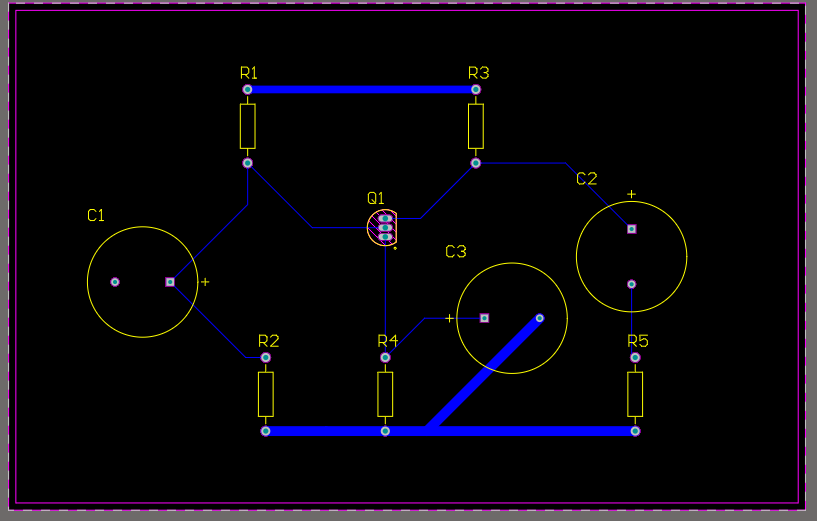 R1
R3
C2
+
Q1
C1
C3
+
+
R2
R4
R5